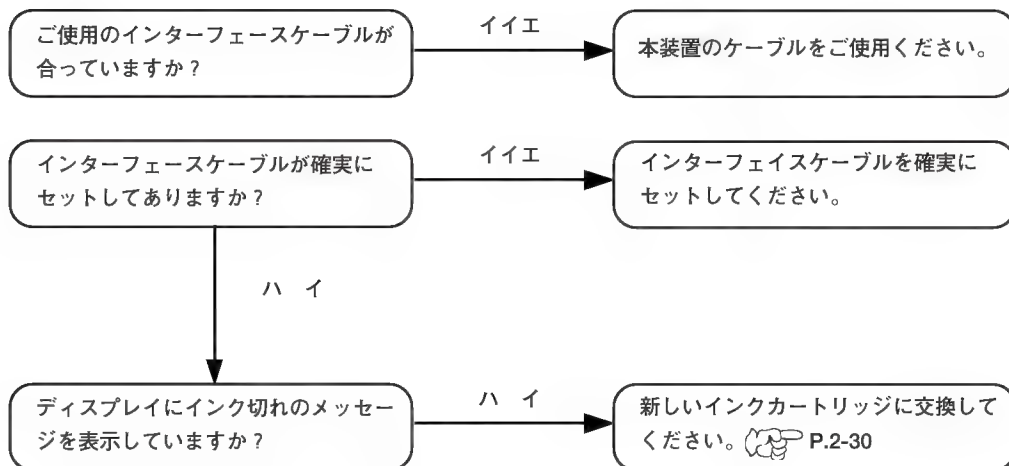 ご使用のインターフェースケーブルが
合っていますか?
イイエ
本装置のケーブルをご使用ください。
インターフェースケーブルが確実に
セットしてありますか?
イイエ
インターフェイスケーブルを確実に
セットしてください。
ハ イ
ディスプレイにインク切れのメッセー
ジを表示していますか?
ハ イ
新しいインクカートリッジに交換して
ください。 P.2-30